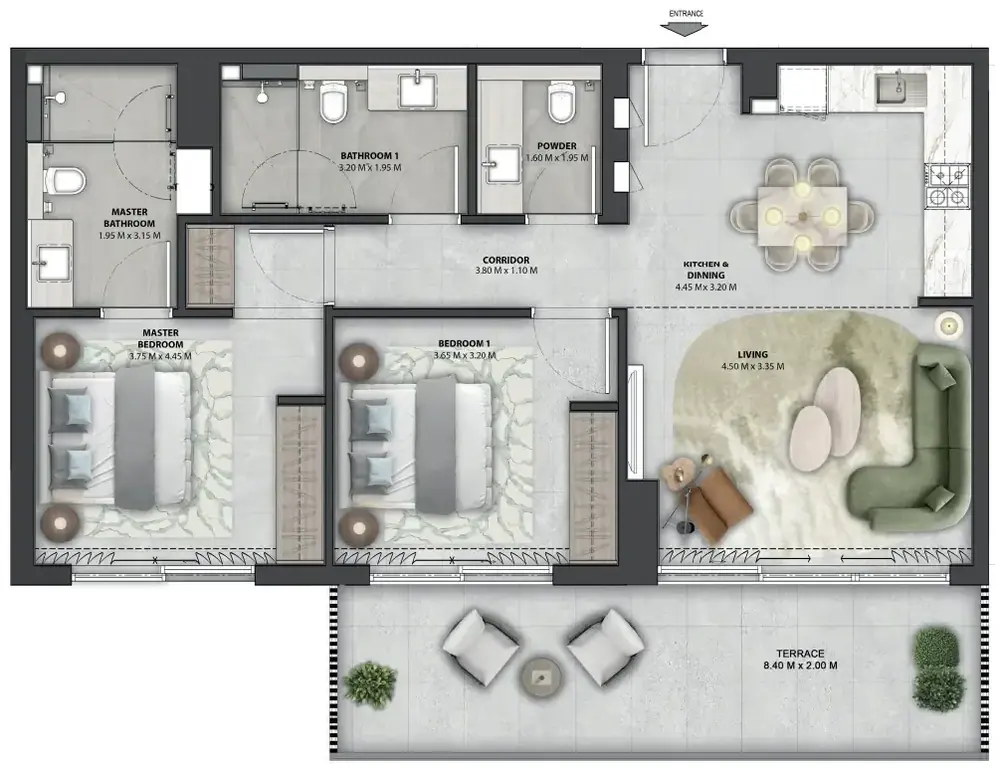 ENTRANCE
BATHROOM 1
3.20 M x 1.95 M
POWDER
1.60 M x 1.95 M
MASTER
BATHROOM
1.95 M x 3.15 M
CORRIDOR
3.80 M x 1.10 M
KITCHEN &
DINNING
4.45 M x 3.20 M
MASTER
BEDROOM
3.75 M x 4.45 M
BEDROOM 1
3.65 M x 3.20 M
LIVING
4.50 M x 3.35 M
TERRACE
8.40 M x 2.00 M